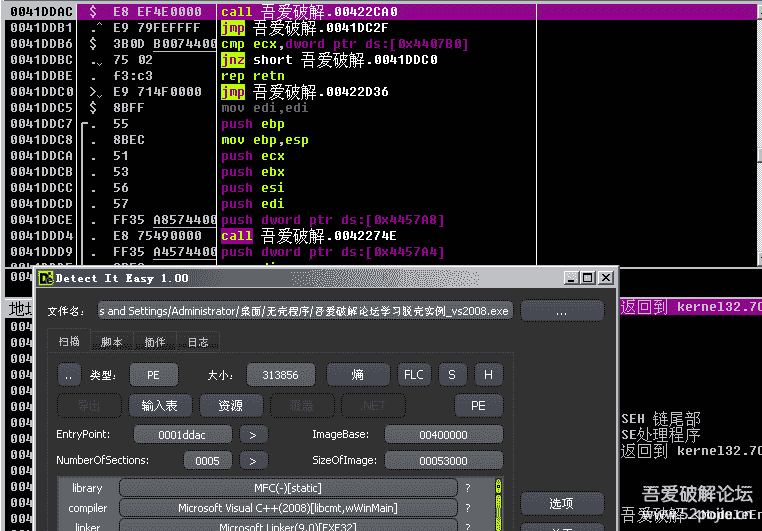 0041DDAC $ E8 EF4E0000 call 吾爱破解.00422CA0
0041DDB1 .^ E9 79FEFFFF jmp 吾爱破解.0041DC2F
0041DDB6 $ 3B0D B0074400 cmp ecx,dword ptr ds:[0x4407B0]
0041DDBC .v 75 02 jnz short 吾爱破解.0041DDC0
0041DDBE . f3:c3 rep retn
0041DDC0 >v E9 714F0000 jmp 吾爱破解.00422D36
0041DDC5 $ 8BFF mov edi,edi
0041DDC7 . 55 push ebp
0041DDC8 . 8BEC mov ebp,esp
0041DDCA . 51 push ecx
0041DDCB . 53 push ebx
0041DDCC . 56 push esi
0041DDCD . 57 push edi
0041DDCE . FF35 A8574400 push dword ptr ds:[0x4457A8]
0041DDD4 . E8 75490000 call 吾爱破解.0042274E
0041DDD9 . FF35 A4574400 push dword ptr ds:[0x4457A4]
Detect It Easy 1.00
地址
返回到 kernel32.7C
文件名: s and Settings/Administrator/桌面/无壳程序/吾爱破解论坛学习脱壳实例_vs2008.exe ...
扫描 脚本 插件 日志
.. 类型: PE 大小: 313856 熵 FLC S H
导出 输入表 资源 覆盖 .NET PE
EntryPoint: 0001ddac > ImageBase: 00400000
NumberOfSections: 0005 > SizeOfImage: 00053000
SEH 链尾部
SE处理程序
返回到 kernel32.7C
library MFC(-)[static] ?
compiler Microsoft Visual C++(2008)[libcmt,wWinMain] ?
linker Microsoft Linker(9.0)[EXE32] ?
选项
吾爱破解论坛
www.52pojie.cn